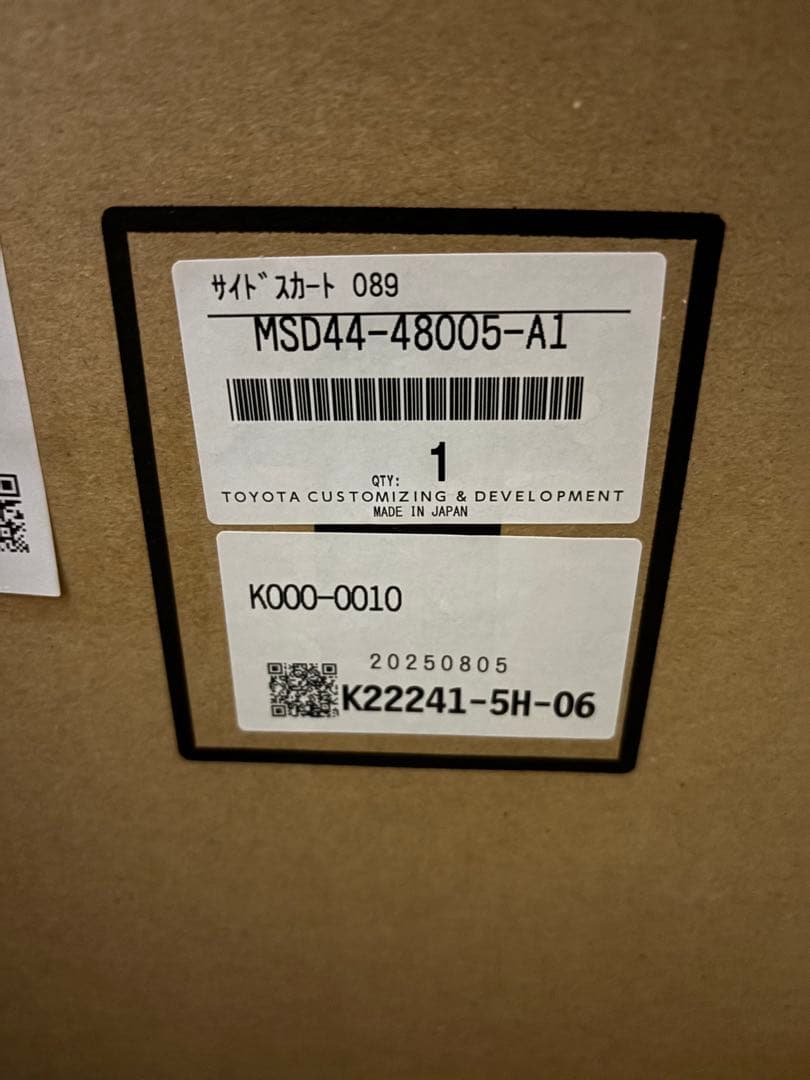 サイドスカート 089
MSD44-48005-A1
QTY: 1
TOYOTA CUSTOMIZING & DEVELOPMENT
MADE IN JAPAN
K000-0010
20250805
K22241-5H-06